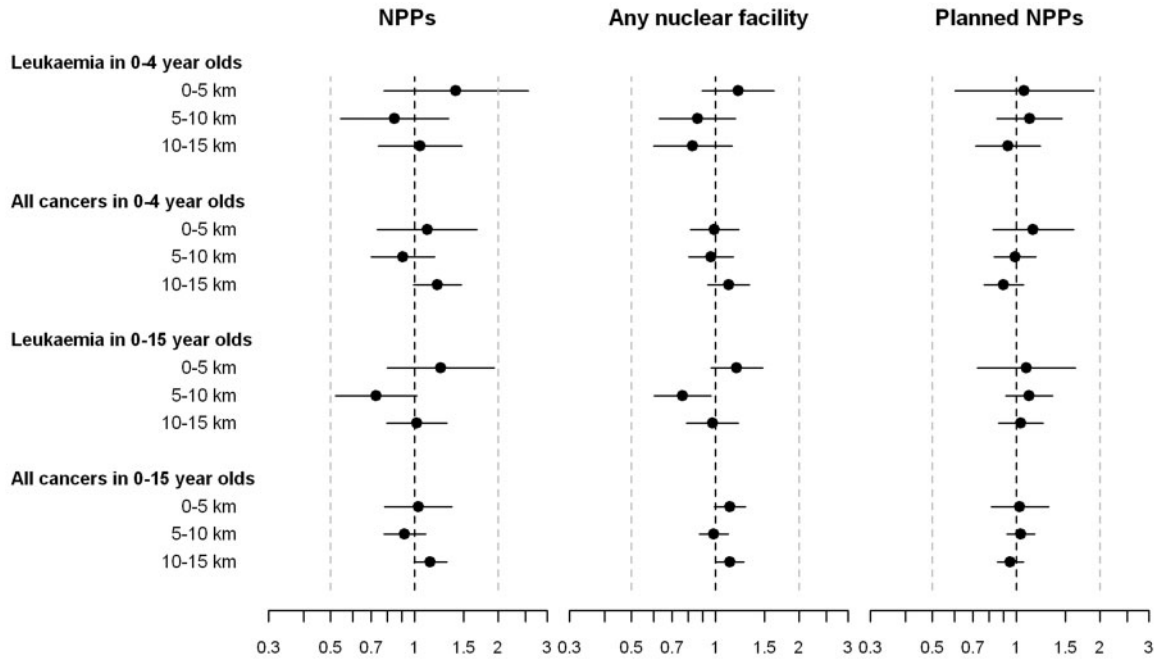 NPPs Any nuclear facility Planned NPPs
Leukaemia in 0-4 year olds
0-5 km
5-10 km
10-15 km
All cancers in 0-4 year olds
0-5 km
5-10 km
10-15 km
Leukaemia in 0-15 year olds
0-5 km
5-10 km
10-15 km
All cancers in 0-15 year olds
0-5 km
5-10 km
10-15 km
0.3 0.5 0.7 1 1.5 2 3 0.3 0.5 0.7 1 1.5 2 3 0.3 0.5 0.7 1 1.5 2 3